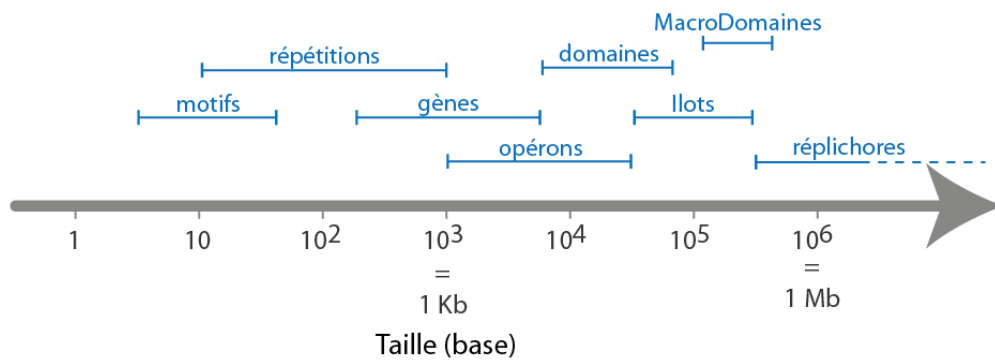 MacroDomaines
répétitions domaines
motifs gènes Ilots
opérons réplichores
1 10 10² 10³ 10⁴ 10⁵ 10⁶
= =
1 Kb 1 Mb
Taille (base)